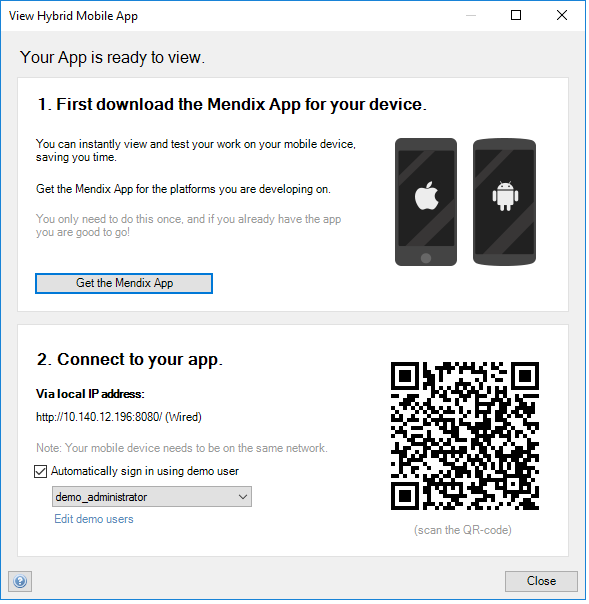 View Hybrid Mobile App
Your App is ready to view.
1. First download the Mendix App for your device.
You can instantly view and test your work on your mobile device,
saving you time.
Get the Mendix App for the platforms you are developing on.
You only need to do this once, and if you already have the app
you are good to go!
Get the Mendix App
2. Connect to your app.
Via local IP address:
http://10.140.12.196:8080/ (Wired)
Note: Your mobile device needs to be on the same network.
Automatically sign in using demo user
demo_administrator
Edit demo users
(scan the QR-code)
?
Close